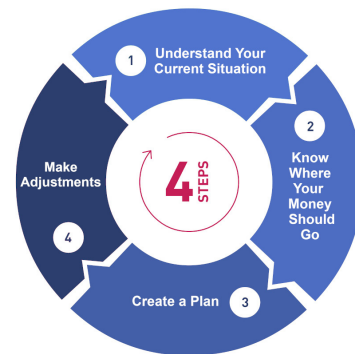 1
Understand Your
Current Situation
2
Know
Where
Your
Money
Should
Go
3
Create a Plan
4
Make
Adjustments
4
STEPS